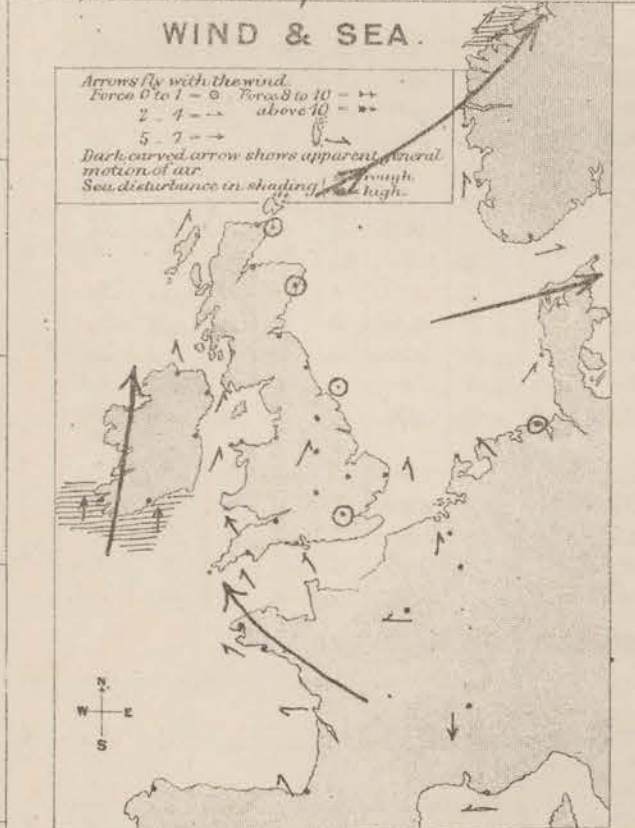 WIND & SEA.
Arrows fly with the wind.
Force 0 to 1 = Force 8 to 10 =
2 - 4 = above 10 =
5 - 7 =
Dark curved arrow shows apparent general
motion of air
Sea disturbance in shading rough
high.
N
W E
S